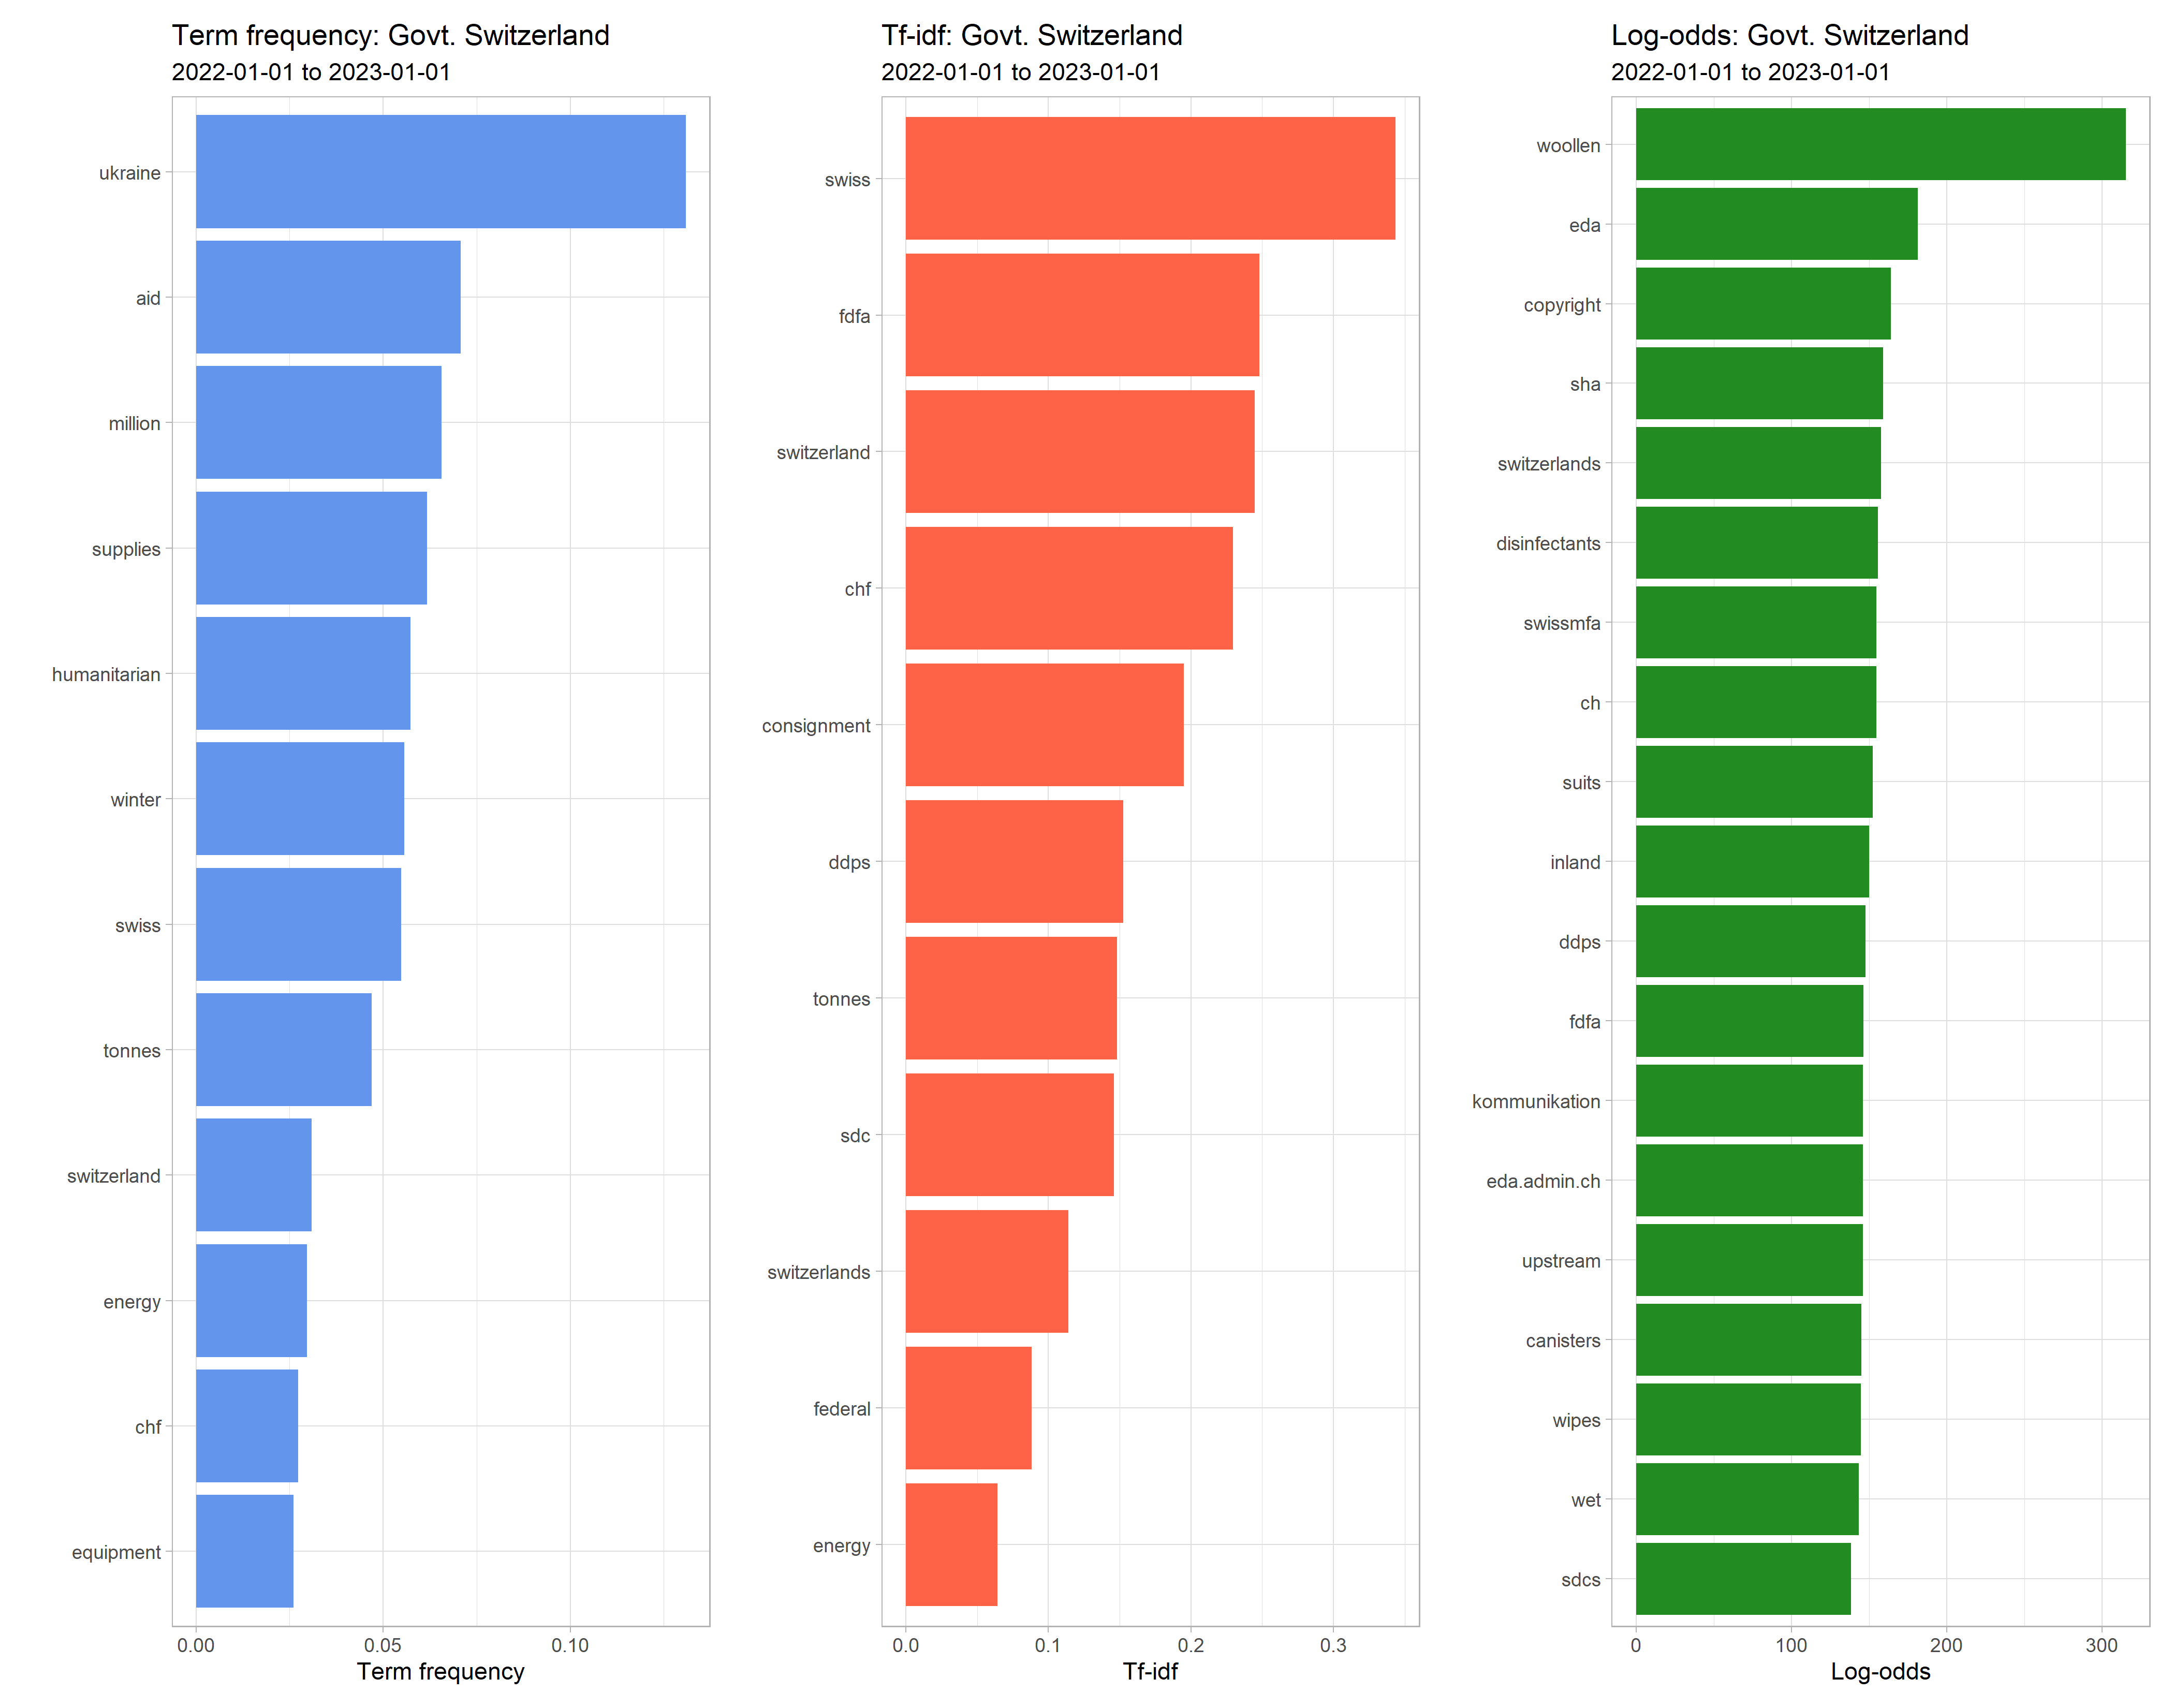 Term frequency: Govt. Switzerland
2022-01-01 to 2023-01-01
ukraine
aid
million
supplies
humanitarian
winter
swiss
tonnes
switzerland
energy
chf
equipment
0.00 0.05 0.10
Term frequency
Tf-idf: Govt. Switzerland
2022-01-01 to 2023-01-01
swiss
fdfa
switzerland
chf
consignment
ddps
tonnes
sdc
switzerlands
federal
energy
0.0 0.1 0.2 0.3
Tf-idf
Log-odds: Govt. Switzerland
2022-01-01 to 2023-01-01
woollen
eda
copyright
sha
switzerlands
disinfectants
swissmfa
ch
suits
inland
ddps
fdfa
kommunikation
eda.admin.ch
upstream
canisters
wipes
wet
sdcs
0 100 200 300
Log-odds